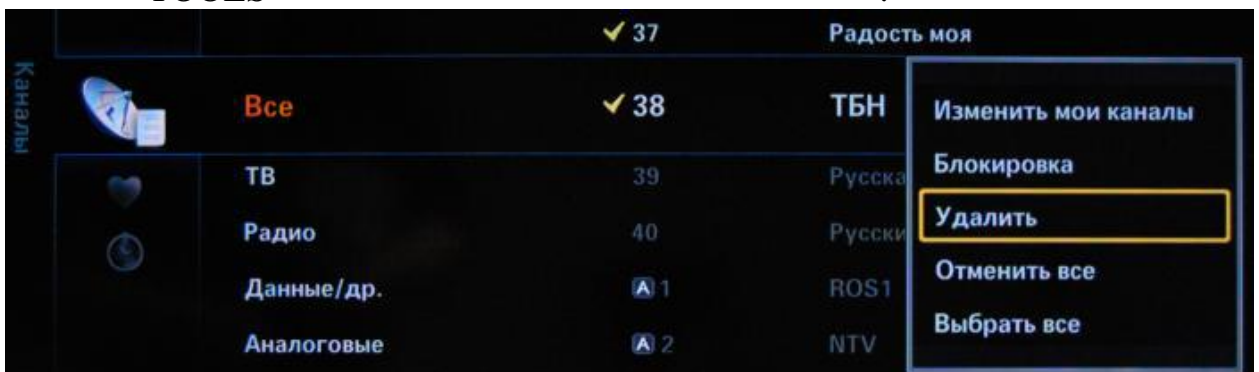 37 Радость моя
Каналы
Все 38 ТБН
ТВ 39 Русска
Радио 40 Русски
Данные/др. A 1 ROS1
Аналоговые A 2 NTV
Изменить мои каналы
Блокировка
Удалить
Отменить все
Выбрать все